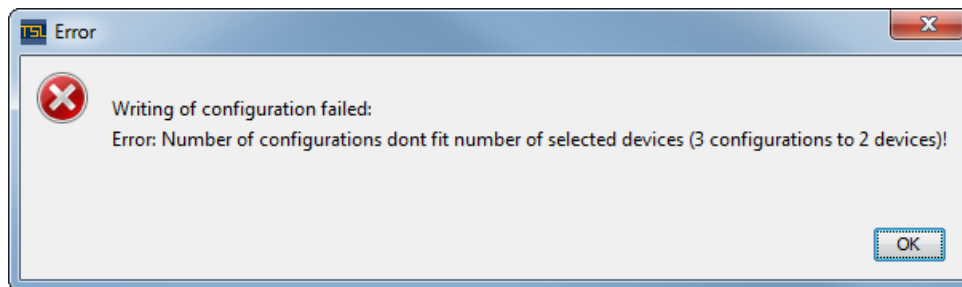 TSL Error
Writing of configuration failed:
Error: Number of configurations dont fit number of selected devices (3 configurations to 2 devices)!
OK